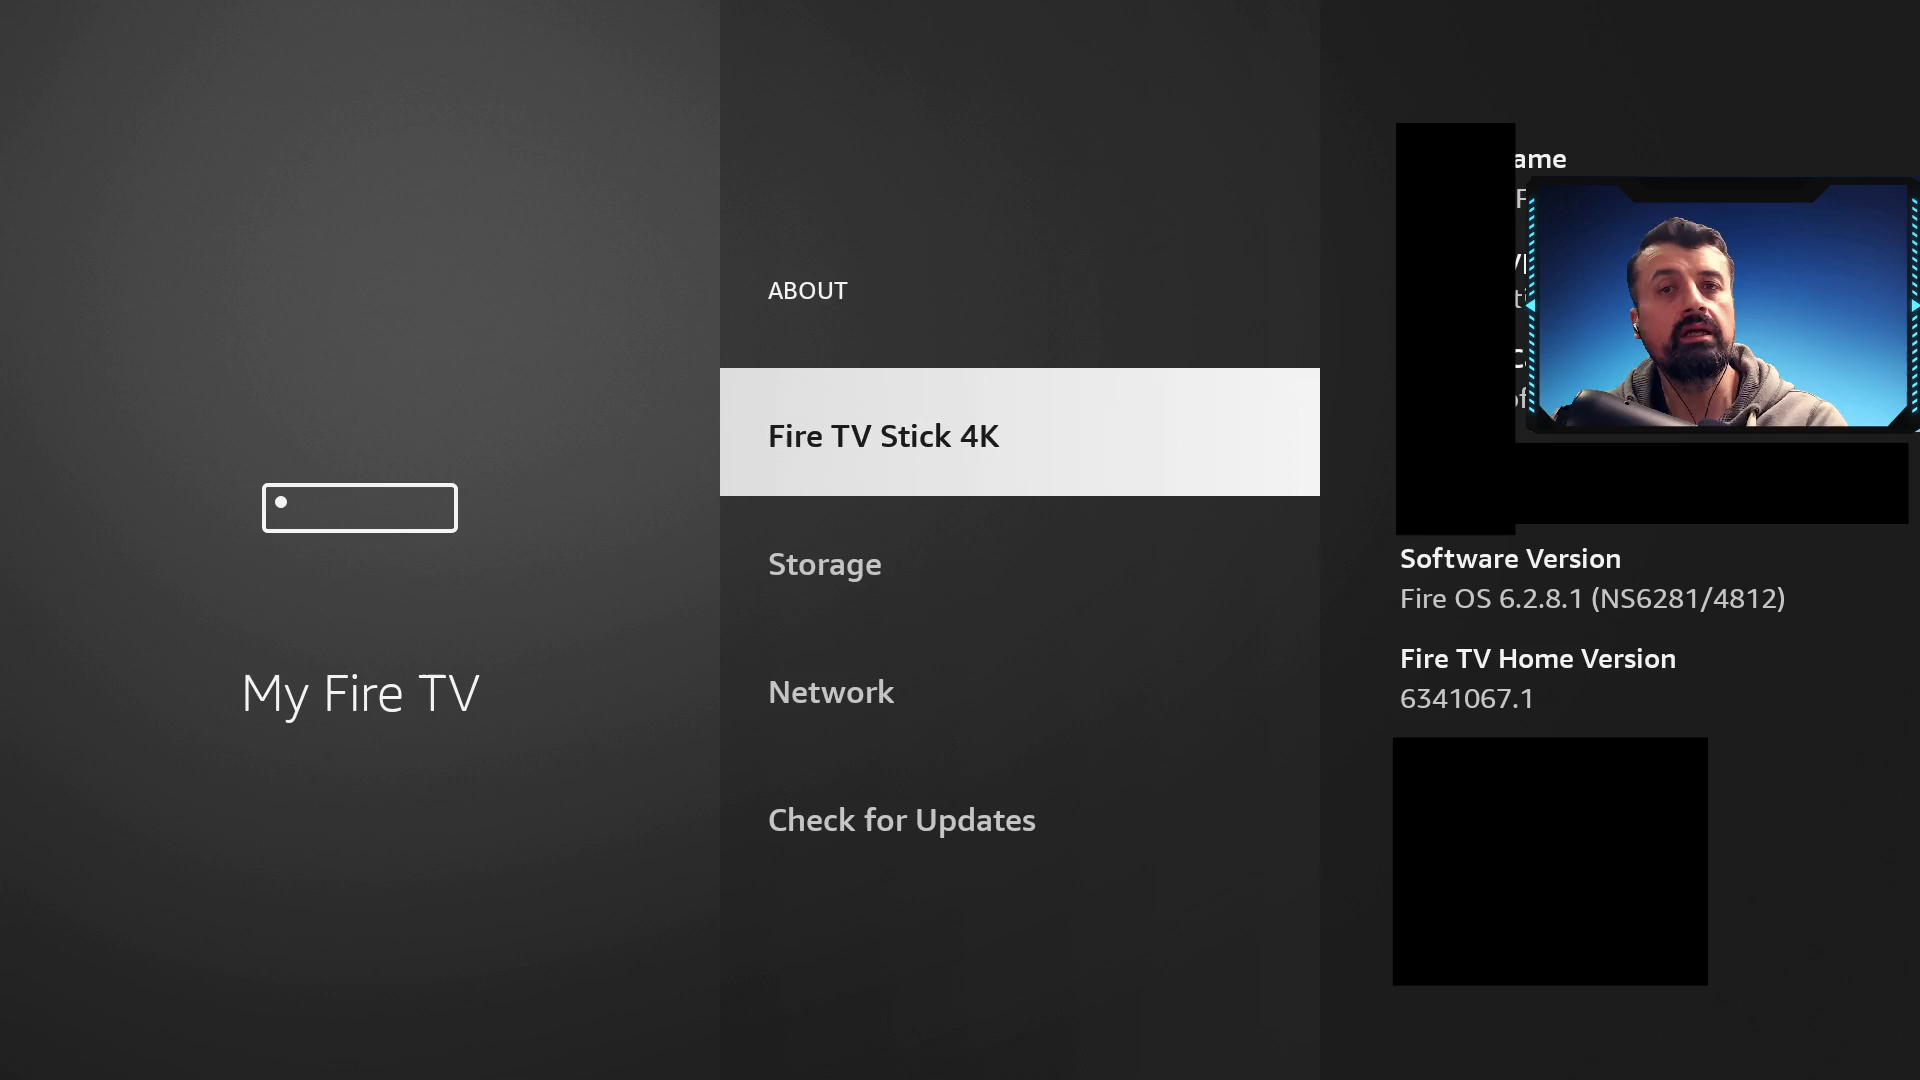 My Fire TV
ABOUT
Fire TV Stick 4K
Storage
Network
Check for Updates
Software Version
Fire OS 6.2.8.1 (NS6281/4812)
Fire TV Home Version
6341067.1